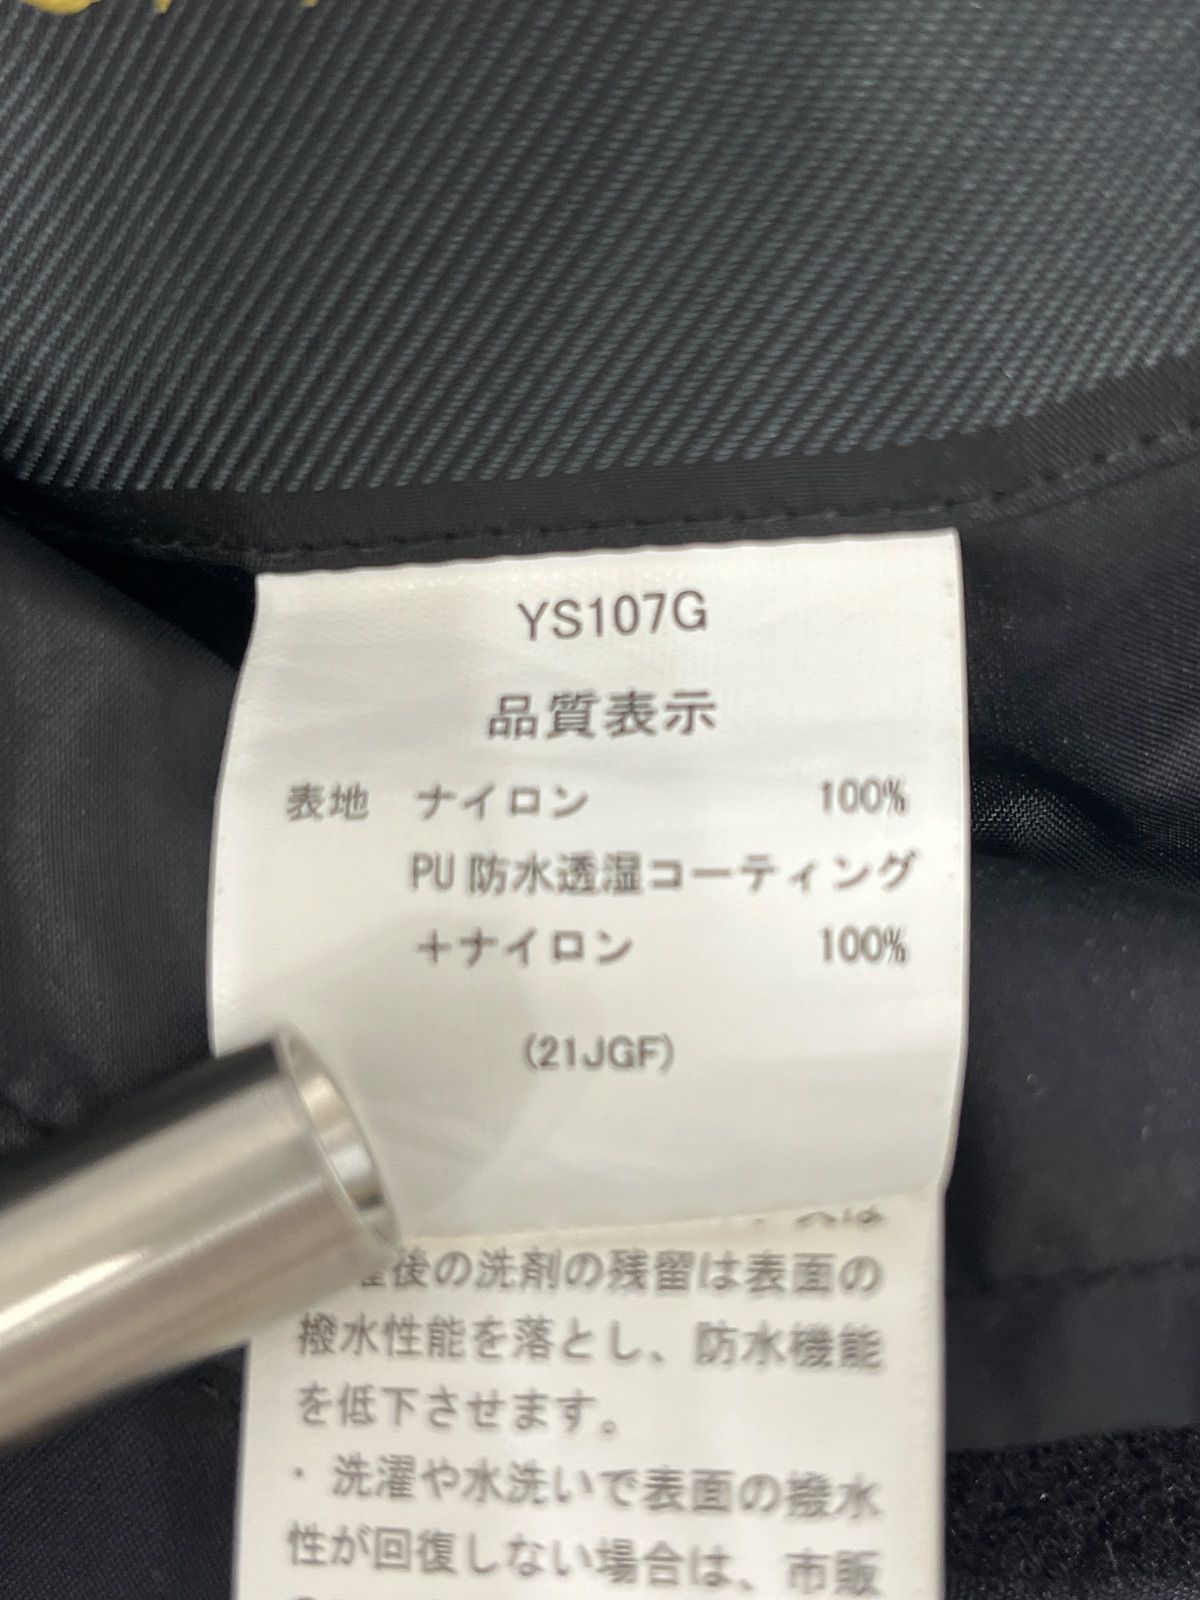 YS107G
品質表示
表地 ナイロン 100%
PU防水透湿コーティング
+ナイロン 100%
(21JGF)
後の洗剤の残留は表面の
撥水性能を落とし、防水機能
を低下させます。
・洗濯や水洗いで表面の撥水
性が回復しない場合は、市販